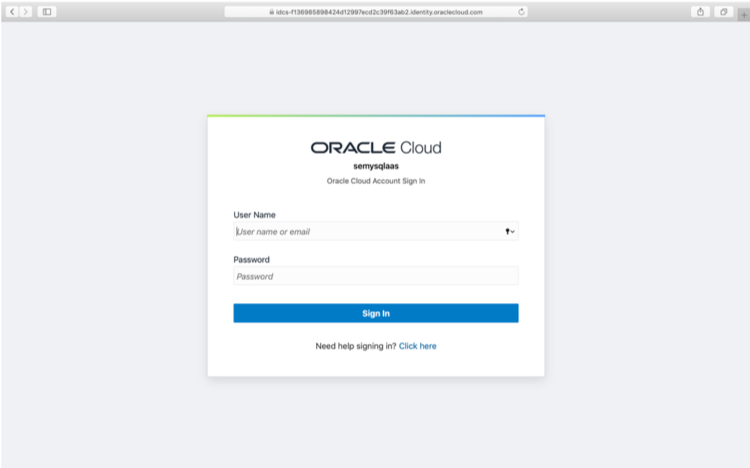 idcs-f136985898424d12997ecd2c39f63ab2.identity.oraclecloud.com
ORACLE Cloud
semysqlaas
Oracle Cloud Account Sign In
User Name
User name or email
Password
Password
Sign In
Need help signing in? Click here